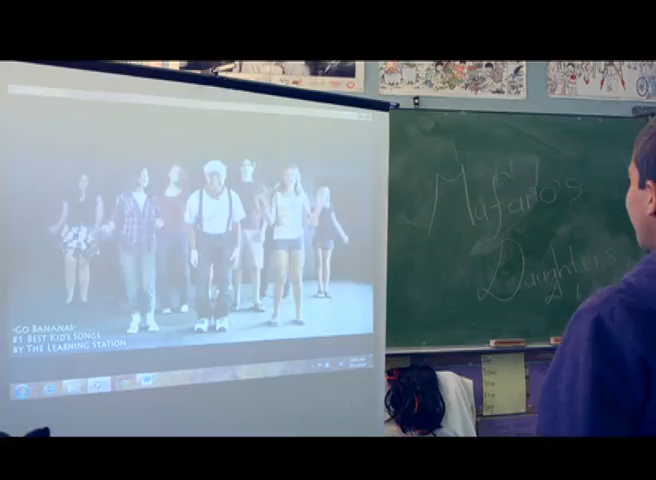 Mufaro's
Daughters
-Go Bananas-
#1 Best Kid's Songs
by The Learning Station